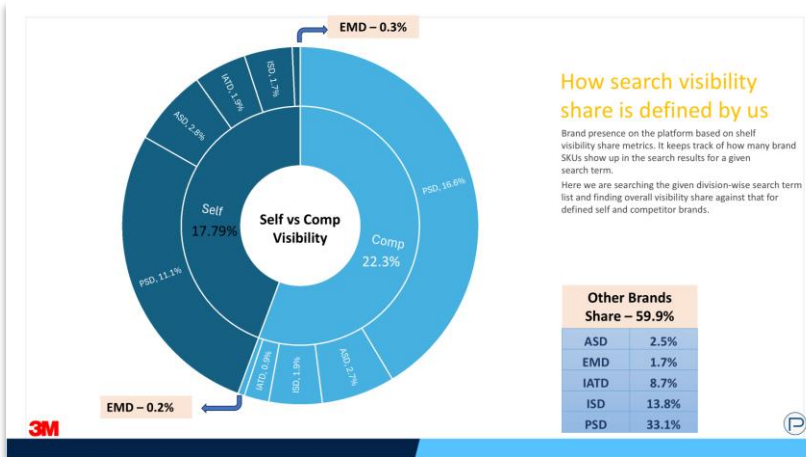 EMD – 0.3%
ISD, 1.7%
IATD, 1.9%
ASD, 2.8%
PSD, 11.1%
PSD, 16.6%
Self
17.79%
Self vs Comp
Visibility
Comp
22.3%
IATD, 0.9%
ISD, 1.9%
ASD, 2.7%
EMD – 0.2%
How search visibility
share is defined by us
Brand presence on the platform based on shelf
visibility share metrics. It keeps track of how many brand
SKUs show up in the search results for a given
search term.
Here we are searching the given division-wise search term
list and finding overall visibility share against that for
defined self and competitor brands.
Other Brands
Share – 59.9%
ASD 2.5%
EMD 1.7%
IATD 8.7%
ISD 13.8%
PSD 33.1%
3M
P